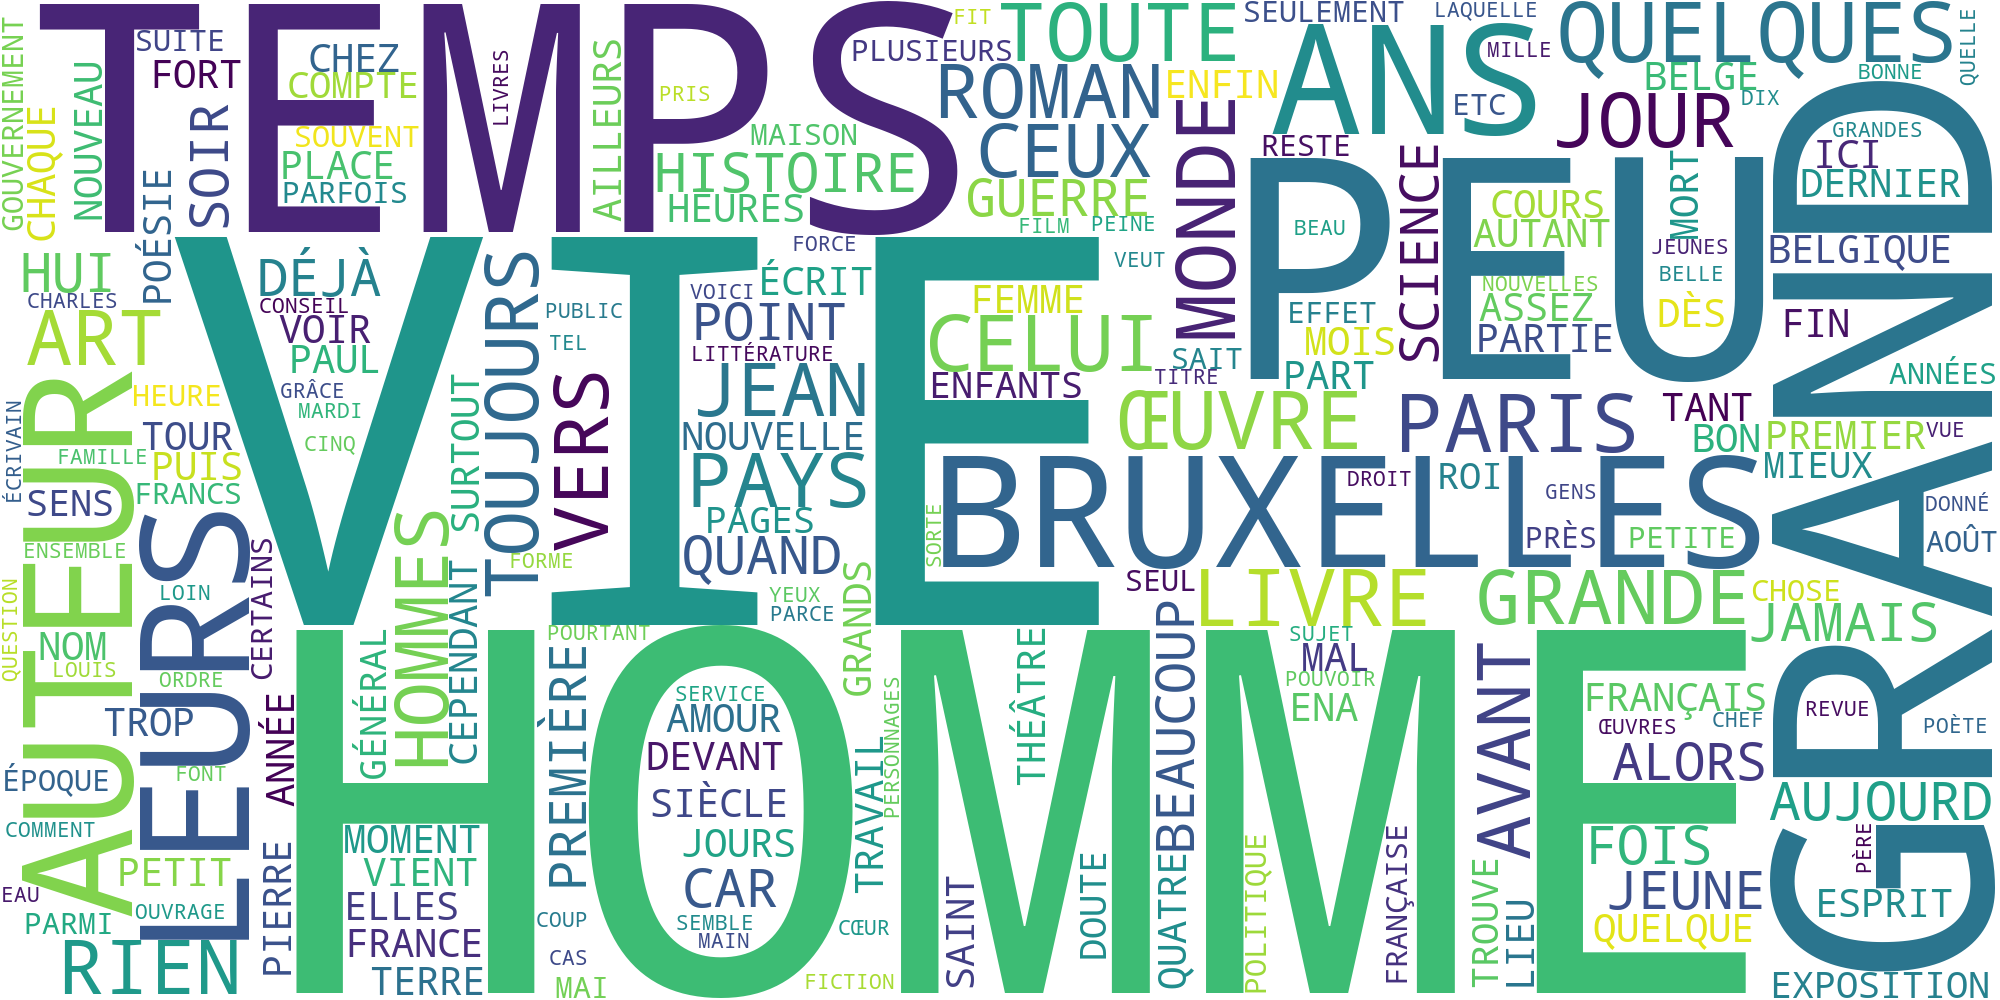 TEMPS
VIE
HOMME
PEU
GRAND
BRUXELLES
ANS
AUTEUR
LEURS
QUELQUES
TOUTE
ROMAN
CEUX
HISTOIRE
GUERRE
MONDE
JOUR
SCIENCE
SOIR
FORT
CHEZ
SUITE
COMPTE
SOUVENT
PLACE
PARFOIS
LIVRES
AILLEURS
PRIS
MAISON
HEURES
PLUSIEURS
FIT
SEULEMENT
LAQUELLE
MILLE
ENFIN
ETC
RESTE
BELGE
BONNE
DIX
QUELLE
GRANDES
ICI
DERNIER
MORT
COURS
AUTANT
JEUNES
BELLE
BELGIQUE
NOUVELLES
ASSEZ
DÈS
PARTIE
FIN
ANNÉES
GOUVERNEMENT
CHAQUE
NOUVEAU
POÉSIE
HUI
CHARLES
DÉJÀ
CONSEIL
VOIR
ART
PAUL
GRÂCE
MARDI
CINQ
HEURE
TOUR
FAMILLE
PUIS
FRANCS
ÉCRIVAIN
SENS
ENSEMBLE
SURTOUT
TOUJOURS
VERS
PUBLIC
TEL
FORCE
VOICI
ÉCRIT
POINT
LITTÉRATURE
JEAN
NOUVELLE
PAYS
PAGES
QUAND
FORME
YEUX
PARCE
FILM
PEINE
VEUT
BEAU
FEMME
CELUI
ENFANTS
SAIT
TITRE
EFFET
MOIS
PART
ŒUVRE
PARIS
TANT
BON
PREMIER
VUE
MIEUX
DROIT
ROI
GENS
DONNÉ
PRÈS
PETITE
AOÛT
SORTE
SEUL
LIVRE
GRANDE
CHOSE
JAMAIS
SUJET
MAL
POUVOIR
ENA
FRANÇAIS
ŒUVRES
CHEF
REVUE
POÈTE
ALORS
AVANT
BEAUCOUP
THÉÂTRE
GRANDS
POURTANT
SERVICE
AMOUR
DEVANT
SIÈCLE
JOURS
CAR
SEMBLE
MAIN
TRAVAIL
PERSONNAGES
CŒUR
FICTION
PREMIÈRE
COUP
CAS
MAI
HOMMES
CEPENDANT
GÉNÉRAL
CERTAINS
LOIN
QUESTION
NOM
LOUIS
ORDRE
TROP
ANNÉE
FONT
ÉPOQUE
COMMENT
PETIT
EAU
OUVRAGE
PARMI
RIEN
PIERRE
MOMENT
VIENT
ELLES
FRANCE
TERRE
SAINT
DOUTE
QUATRE
POLITIQUE
FRANÇAISE
TROUVE
LIEU
FOIS
JEUNE
QUELQUE
AUJOURD
PÈRE
ESPRIT
EXPOSITION